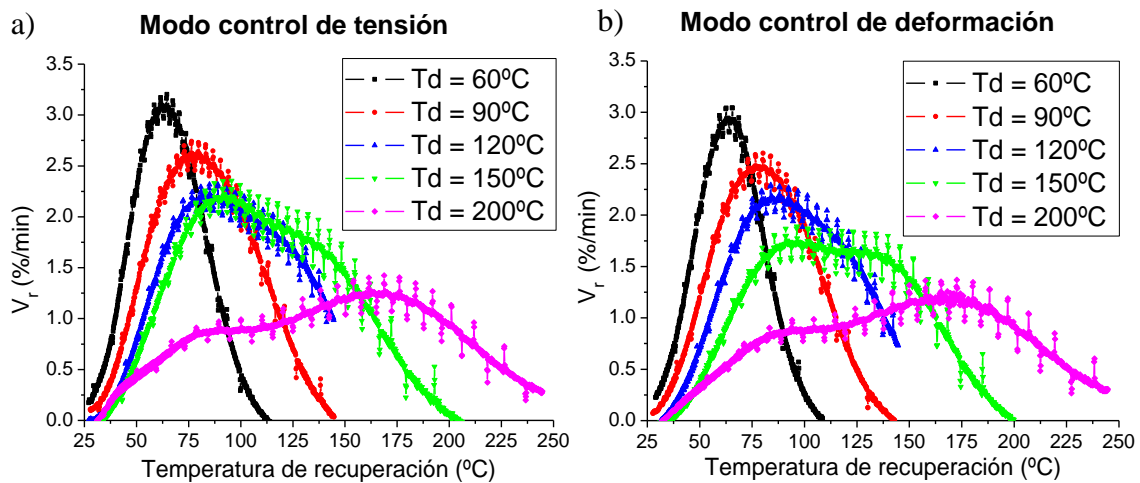 a)
Modo control de tensión
3.5
3.0
2.5
2.0
1.5
1.0
0.5
0.0
V_r (%/min)
Td = 60ºC
Td = 90ºC
Td = 120ºC
Td = 150ºC
Td = 200ºC
25 50 75 100 125 150 175 200 225 250
Temperatura de recuperación (ºC)
b)
Modo control de deformación
3.5
3.0
2.5
2.0
1.5
1.0
0.5
0.0
V_r (%/min)
Td = 60ºC
Td = 90ºC
Td = 120ºC
Td = 150ºC
Td = 200ºC
25 50 75 100 125 150 175 200 225 250
Temperatura de recuperación (ºC)